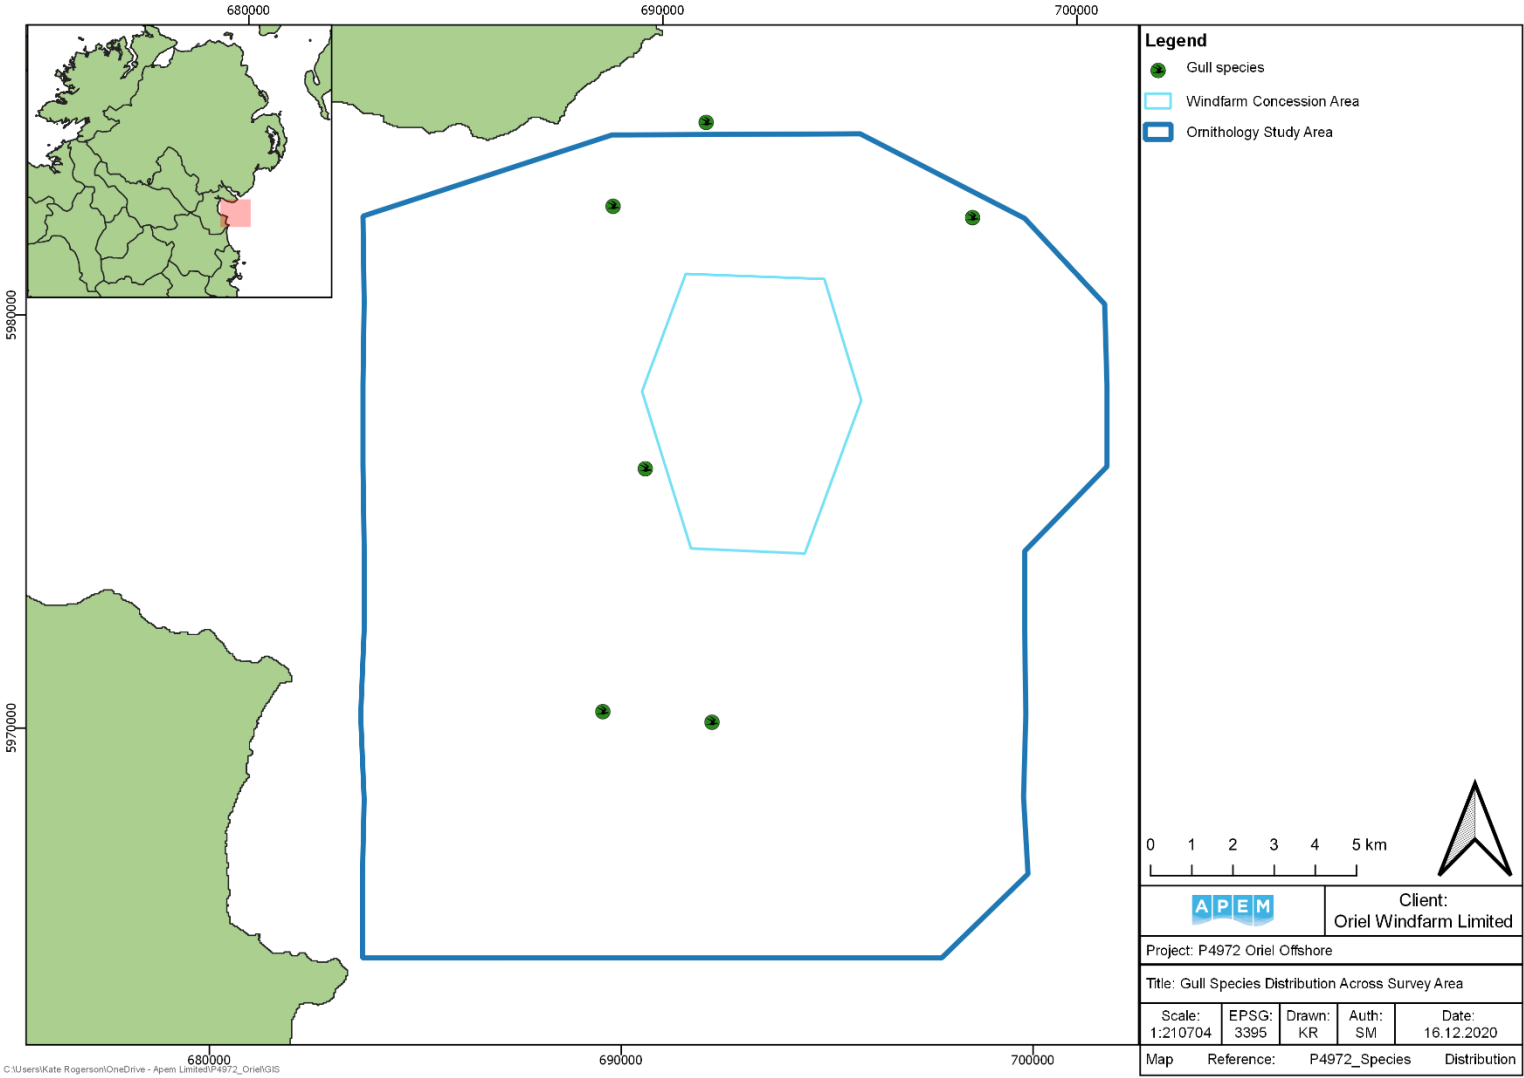 680000
690000
700000
5980000
5970000
Legend
Gull species
Windfarm Concession Area
Ornithology Study Area
0 1 2 3 4 5 km
APEM
Client:
Oriel Windfarm Limited
Project: P4972 Oriel Offshore
Title: Gull Species Distribution Across Survey Area
Scale:
1:210704
EPSG:
3395
Drawn:
KR
Auth:
SM
Date:
16.12.2020
Map Reference: P4972_Species Distribution
680000
690000
700000
C:\Users\Kate Rogerson\OneDrive - Apem Limited\P4972_Oriel\GIS